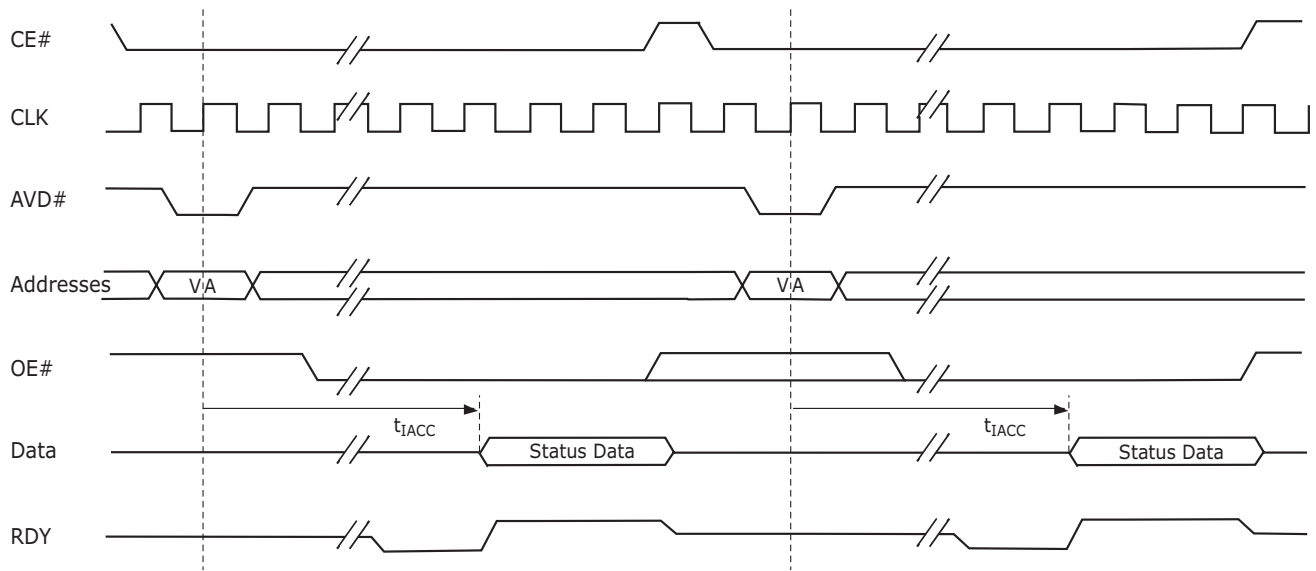 CE#
CLK
AVD#
Addresses
VA
VA
OE#
tIACC
tIACC
Data
Status Data
Status Data
RDY